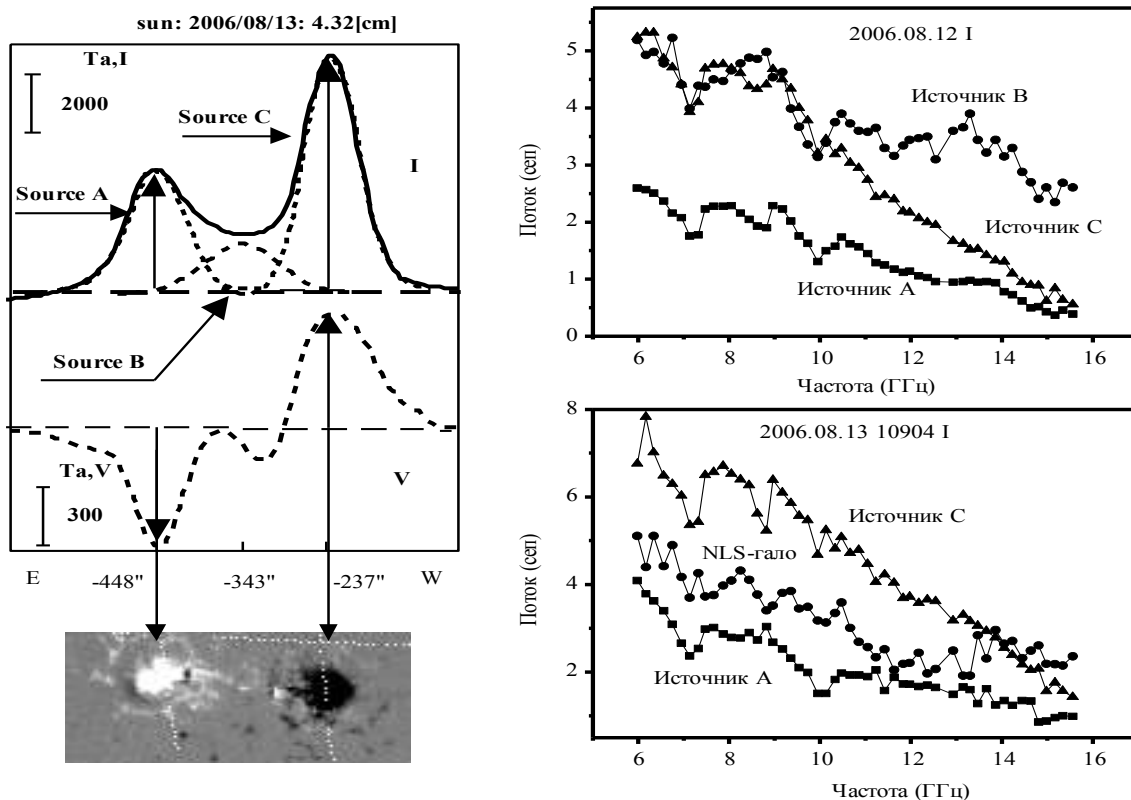 sun: 2006/08/13: 4.32[cm]
Ta,I
2000
Source C
I
Source A
Source B
Ta,V
V
300
E -448" -343" -237" W
2006.08.12 I
Источник В
Источник С
Источник А
Поток (сеп)
5
4
3
2
1
0
6 8 10 12 14 16
Частота (ГГц)
2006.08.13 10904 I
Источник С
NLS-гало
Источник А
Поток (сеп)
8
6
4
2
6 8 10 12 14 16
Частота (ГГц)